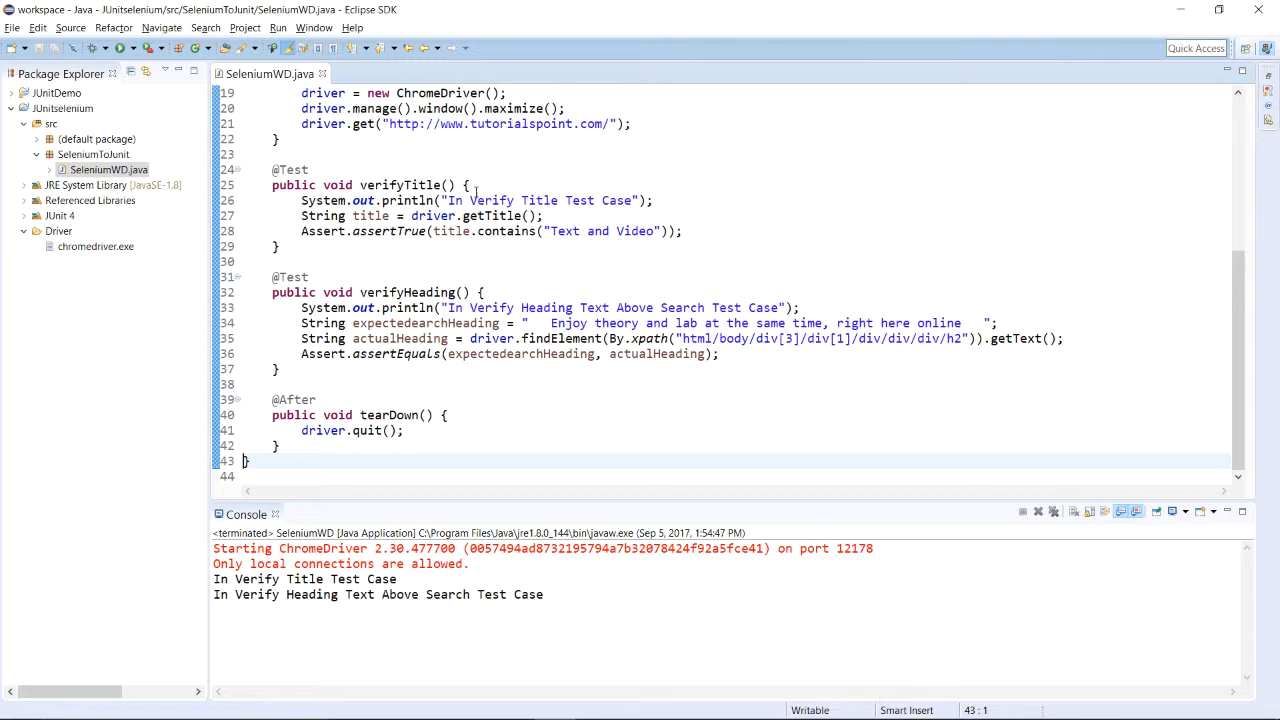 workspace - Java - JUnitselenium/src/SeleniumToJunit/SeleniumWD.java - Eclipse SDK
File Edit Source Refactor Navigate Search Project Run Window Help
Quick Access
Package Explorer
JUnitDemo
JUnitselenium
src
(default package)
SeleniumToJunit
SeleniumWD.java
JRE System Library [JavaSE-1.8]
Referenced Libraries
JUnit 4
Driver
chromedriver.exe
SeleniumWD.java
19 driver = new ChromeDriver();
20 driver.manage().window().maximize();
21 driver.get("http://www.tutorialspoint.com/");
22 }
23
24 @Test
25 public void verifyTitle() {
26 System.out.println("In Verify Title Test Case");
27 String title = driver.getTitle();
28 Assert.assertTrue(title.contains("Text and Video"));
29 }
30
31 @Test
32 public void verifyHeading() {
33 System.out.println("In Verify Heading Text Above Search Test Case");
34 String expectedearchHeading = "   Enjoy theory and lab at the same time, right here online   ";
35 String actualHeading = driver.findElement(By.xpath("html/body/div[3]/div[1]/div/div/div/h2")).getText();
36 Assert.assertEquals(expectedearchHeading, actualHeading);
37 }
38
39 @After
40 public void tearDown() {
41 driver.quit();
42 }
43 }
44
Console
<terminated> SeleniumWD [Java Application] C:\Program Files\Java\jre1.8.0_144\bin\javaw.exe (Sep 5, 2017, 1:54:47 PM)
Starting ChromeDriver 2.30.477700 (0057494ad8732195794a7b32078424f92a5fce41) on port 12178
Only local connections are allowed.
In Verify Title Test Case
In Verify Heading Text Above Search Test Case
Writable Smart Insert 43 : 1